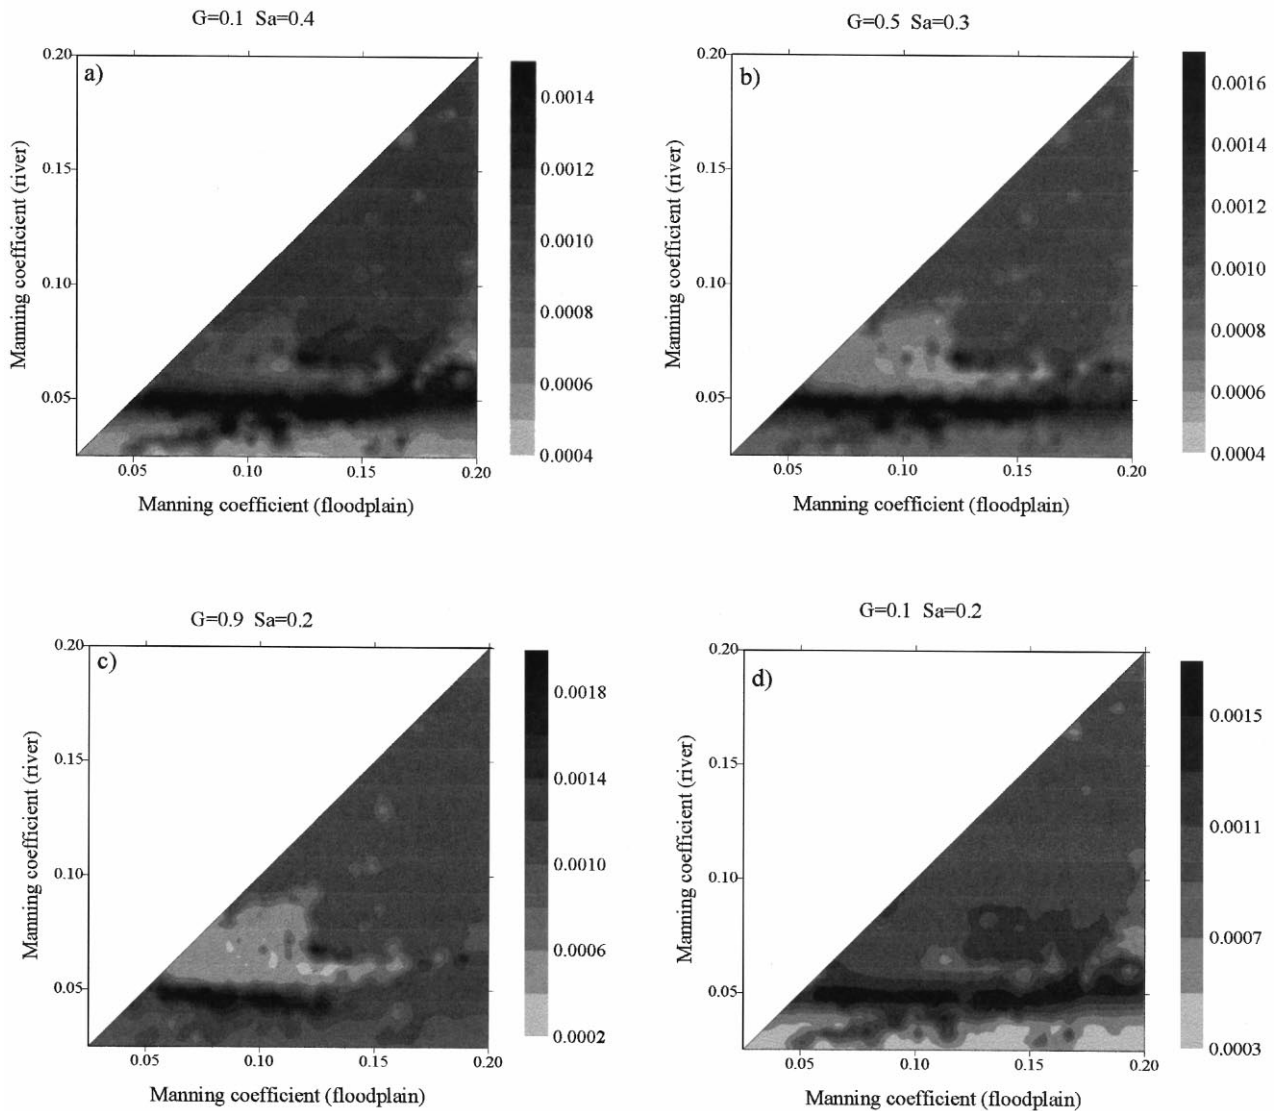 G=0.1 Sa=0.4
a)
0.20
0.15
0.10
0.05
Manning coefficient (river)
0.05 0.10 0.15 0.20
Manning coefficient (floodplain)
0.0014
0.0012
0.0010
0.0008
0.0006
0.0004
G=0.5 Sa=0.3
b)
0.20
0.15
0.10
0.05
Manning coefficient (river)
0.05 0.10 0.15 0.20
Manning coefficient (floodplain)
0.0016
0.0014
0.0012
0.0010
0.0008
0.0006
0.0004
G=0.9 Sa=0.2
c)
0.20
0.15
0.10
0.05
Manning coefficient (river)
0.05 0.10 0.15 0.20
Manning coefficient (floodplain)
0.0018
0.0014
0.0010
0.0006
0.0002
G=0.1 Sa=0.2
d)
0.20
0.15
0.10
0.05
Manning coefficient (river)
0.05 0.10 0.15 0.20
Manning coefficient (floodplain)
0.0015
0.0011
0.0007
0.0003